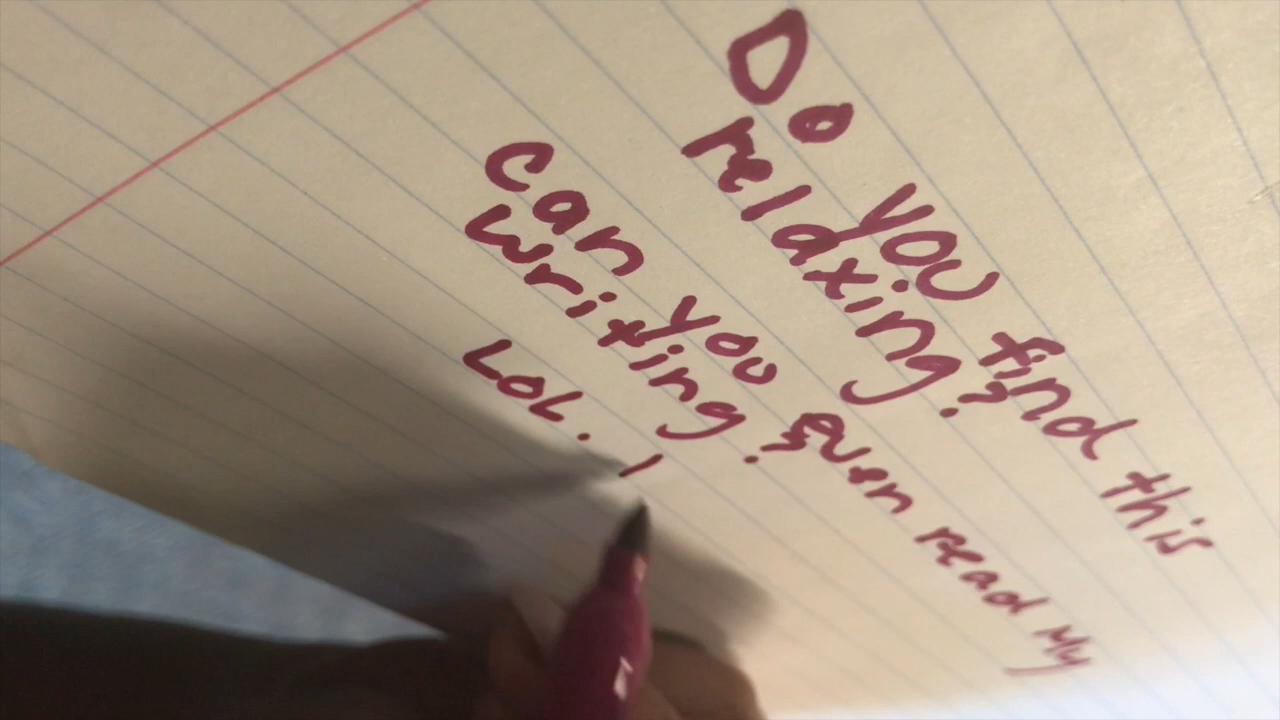 Do you find this
relaxing?
Can you even read My
writing?
LoL. I